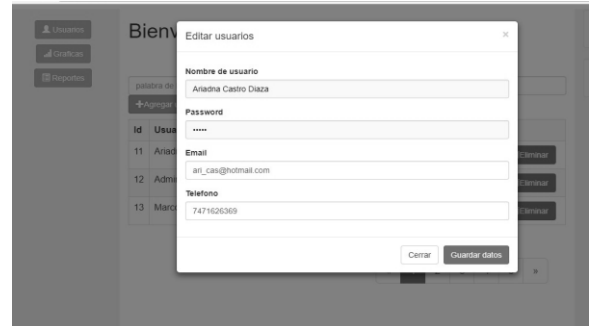 Usuarios
Graficas
Reportes
Bienv
palabra de
+Agregar
Id Usua
11 Ariad
12 Admi
13 Marco
Editar usuarios ×
Nombre de usuario
Ariadna Castro Diaza
Password
•••••
Email
ari_cas@hotmail.com
Telefono
7471626369
Cerrar Guardar datos
Eliminar
Eliminar
Eliminar
»